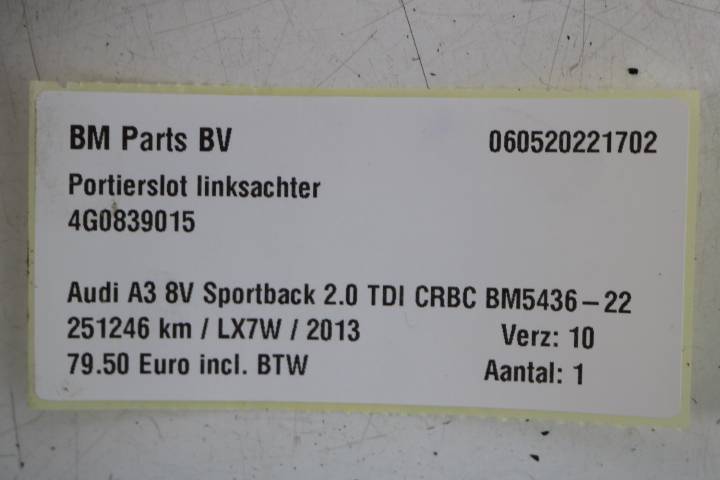 BM Parts BV 060520221702
Portierslot linksachter
4G0839015
Audi A3 8V Sportback 2.0 TDI CRBC BM5436-22
251246 km / LX7W / 2013 Verz: 10
79.50 Euro incl. BTW Aantal: 1